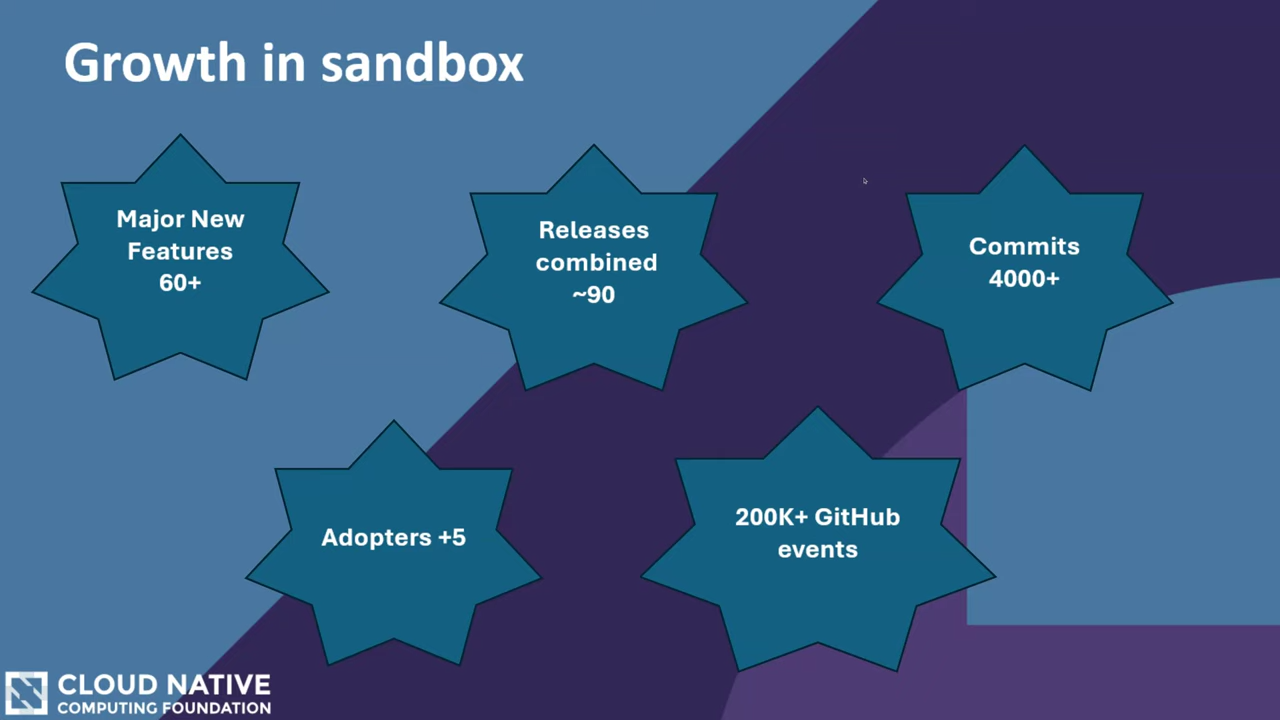 Growth in sandbox
Major New
Features
60+
Releases
combined
~90
Commits
4000+
Adopters +5
200K+ GitHub
events
CLOUD NATIVE
COMPUTING FOUNDATION